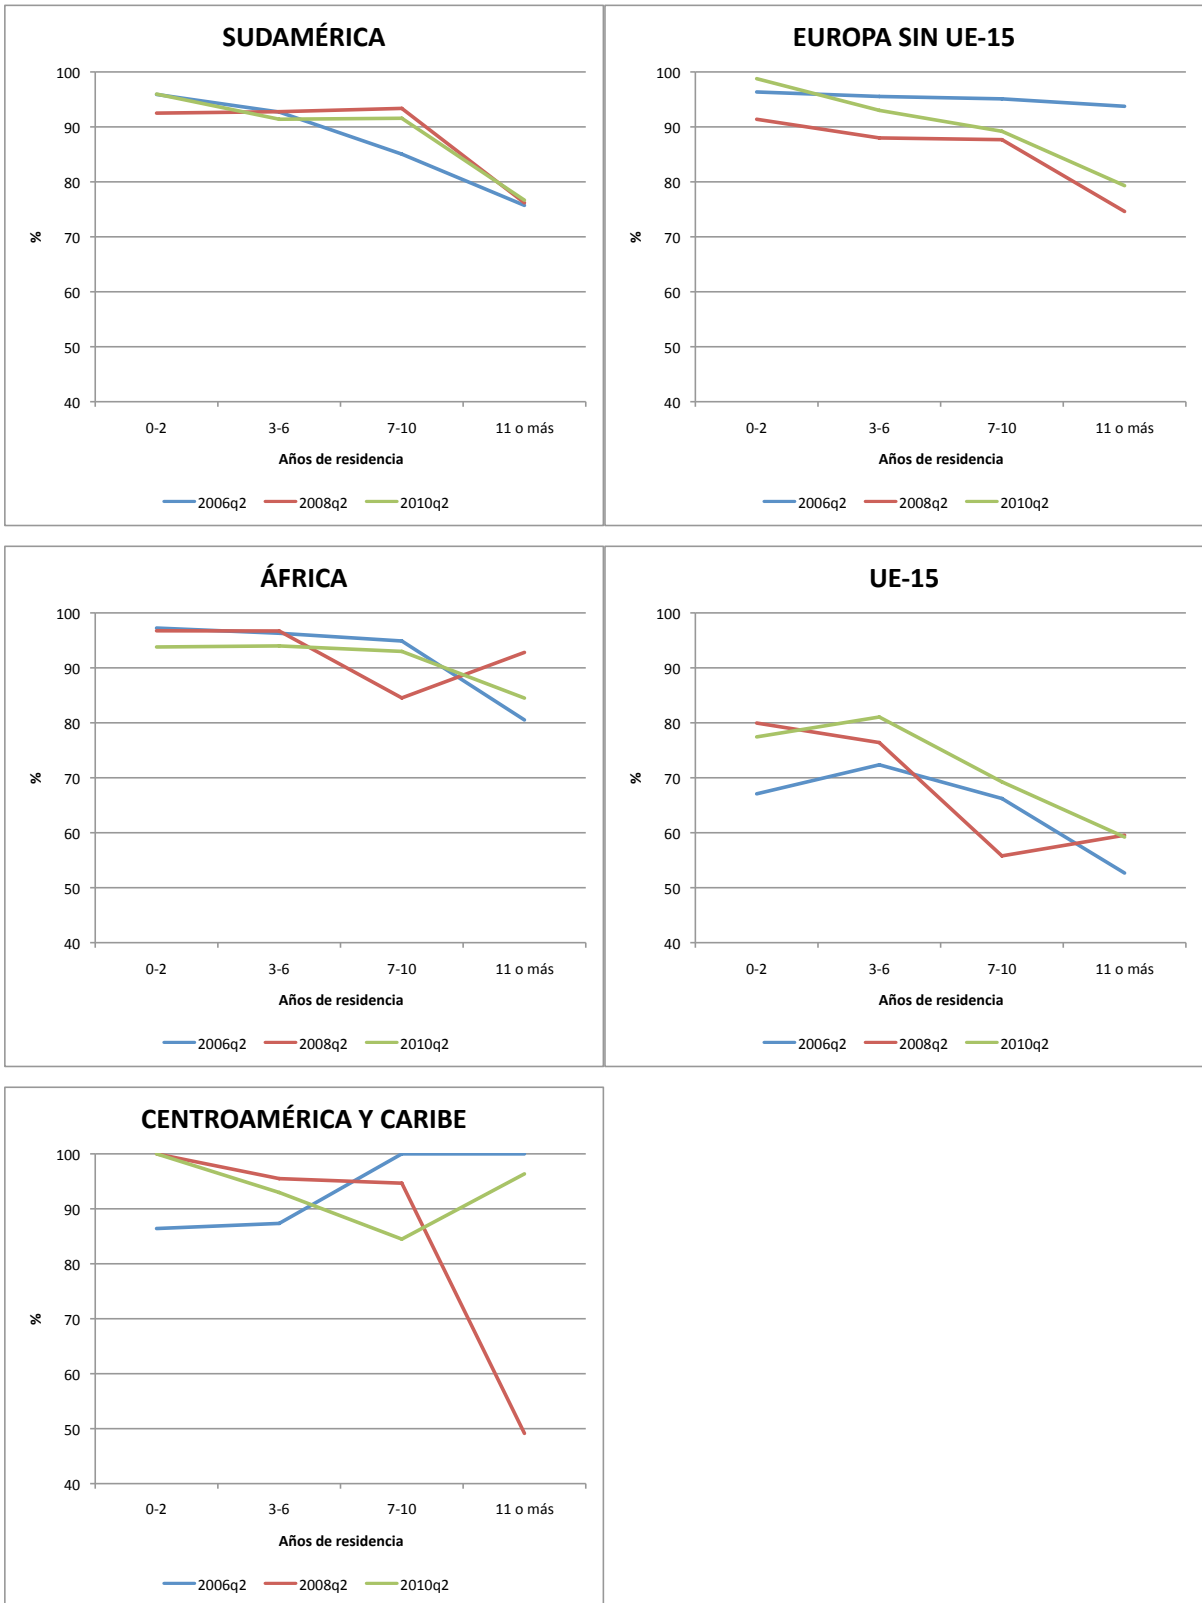 SUDAMÉRICA
100
90
80
70
60
50
40
%
0-2 3-6 7-10 11 o más
Años de residencia
2006q2 2008q2 2010q2
EUROPA SIN UE-15
100
90
80
70
60
50
40
%
0-2 3-6 7-10 11 o más
Años de residencia
2006q2 2008q2 2010q2
ÁFRICA
100
90
80
70
60
50
40
%
0-2 3-6 7-10 11 o más
Años de residencia
2006q2 2008q2 2010q2
UE-15
100
90
80
70
60
50
40
%
0-2 3-6 7-10 11 o más
Años de residencia
2006q2 2008q2 2010q2
CENTROAMÉRICA Y CARIBE
100
90
80
70
60
50
40
%
0-2 3-6 7-10 11 o más
Años de residencia
2006q2 2008q2 2010q2